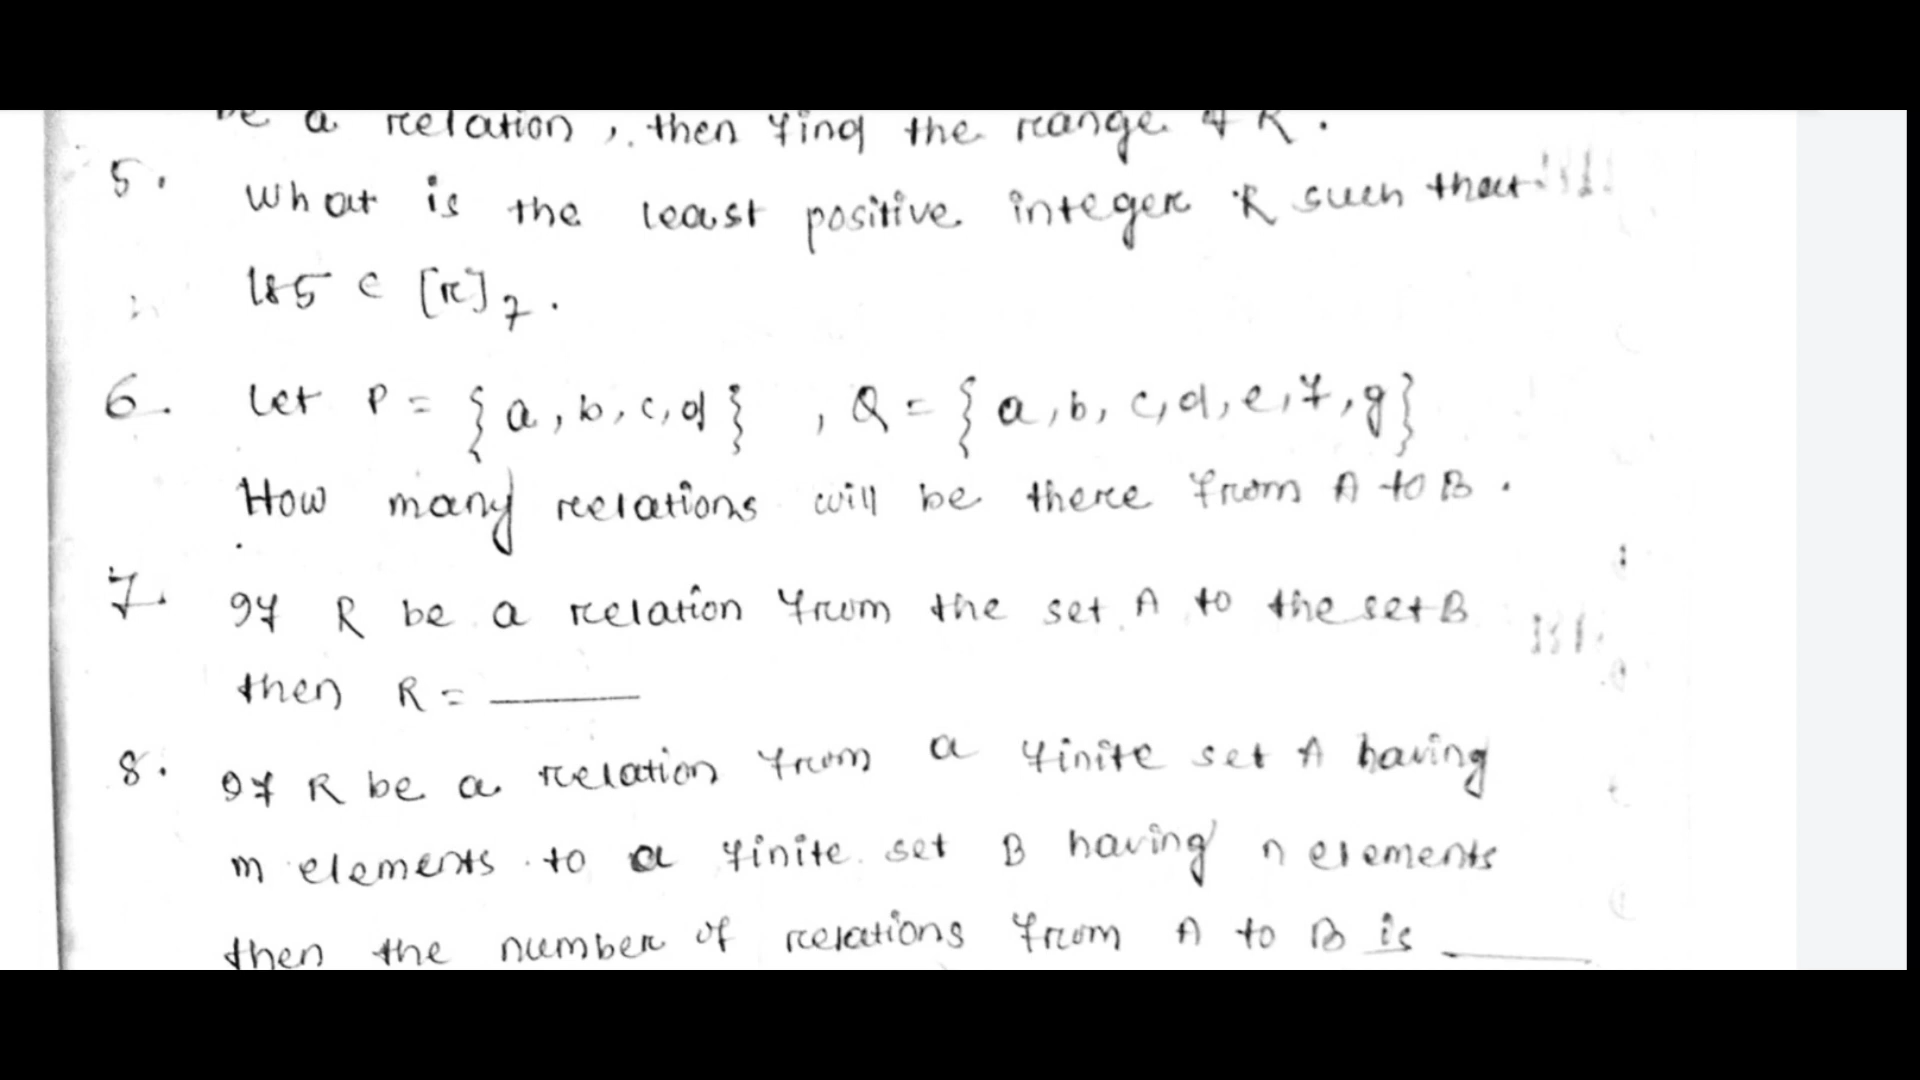 be a relation, then find the range of R.
5. What is the least positive integer R such that
185 ∈ [r]₇.
6. Let P = {a, b, c, d}, Q = {a, b, c, d, e, f, g}
How many relations will be there from A to B.
7. If R be a relation from the set A to the set B
then R = ____
8. If R be a relation from a finite set A having
m elements to a finite set B having n elements
then the number of relations from A to B is ____